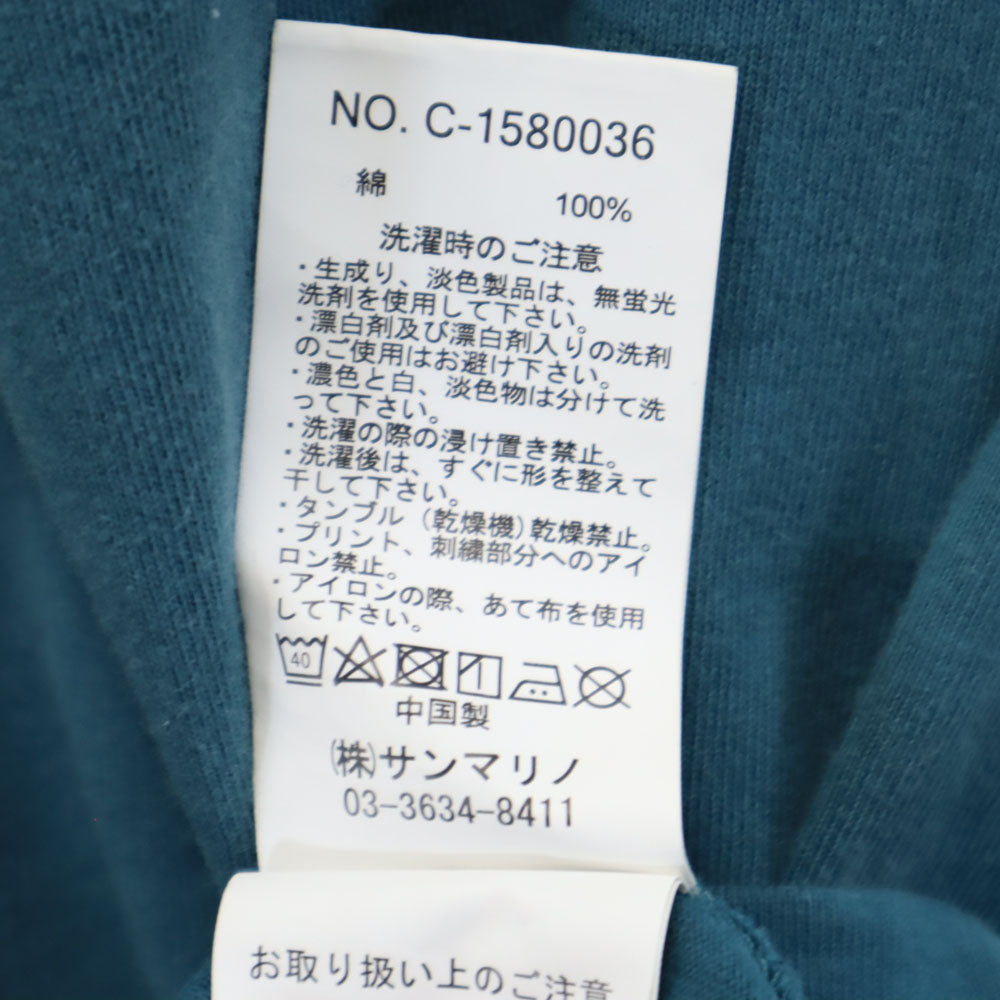 NO. C-1580036
綿 100%
洗濯時のご注意
・生成り、淡色製品は、無蛍光
洗剤を使用して下さい。
・漂白剤及び漂白剤入りの洗剤
のご使用はお避け下さい。
・濃色と白、淡色物は分けて洗
って下さい。
・洗濯の際の浸け置き禁止。
・洗濯後は、すぐに形を整えて
干して下さい。
・タンブル（乾燥機）乾燥禁止。
・プリント、刺繍部分へのアイ
ロン禁止。
・アイロンの際、あて布を使用
して下さい。
40
中国製
㈱サンマリノ
03-3634-8411
お取り扱い上のご注意